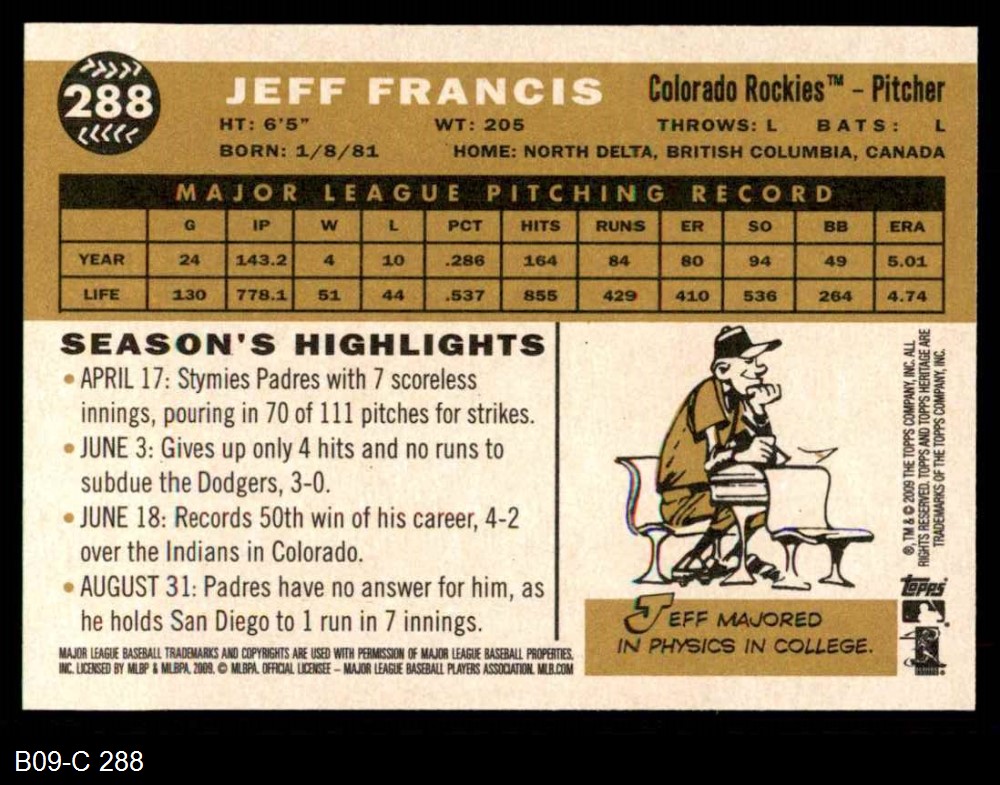 288
JEFF FRANCIS
Colorado Rockies™ – Pitcher
HT: 6'5" WT: 205 THROWS: L BATS: L
BORN: 1/8/81 HOME: NORTH DELTA, BRITISH COLUMBIA, CANADA
MAJOR LEAGUE PITCHING RECORD
G IP W L PCT HITS RUNS ER SO BB ERA
YEAR 24 143.2 4 10 .286 164 84 80 94 49 5.01
LIFE 130 778.1 51 44 .537 855 429 410 536 264 4.74
SEASON'S HIGHLIGHTS
• APRIL 17: Stymies Padres with 7 scoreless
innings, pouring in 70 of 111 pitches for strikes.
• JUNE 3: Gives up only 4 hits and no runs to
subdue the Dodgers, 3-0.
• JUNE 18: Records 50th win of his career, 4-2
over the Indians in Colorado.
• AUGUST 31: Padres have no answer for him, as
he holds San Diego to 1 run in 7 innings.
MAJOR LEAGUE BASEBALL TRADEMARKS AND COPYRIGHTS ARE USED WITH PERMISSION OF MAJOR LEAGUE BASEBALL PROPERTIES,
INC. LICENSED BY MLBP & MLBPA, 2009. © MLBPA. OFFICIAL LICENSEE – MAJOR LEAGUE BASEBALL PLAYERS ASSOCIATION. MLB.COM
JEFF MAJORED
IN PHYSICS IN COLLEGE.
®, TM & © 2009 THE TOPPS COMPANY, INC. ALL
RIGHTS RESERVED. TOPPS AND TOPPS HERITAGE ARE
TRADEMARKS OF THE TOPPS COMPANY, INC.
topps
B09-C 288